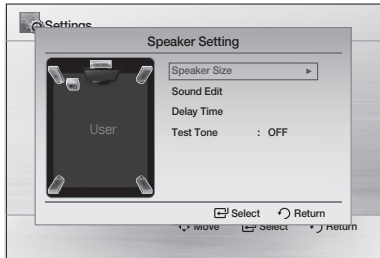 Settings
Speaker Setting
Speaker Size ►
Sound Edit
Delay Time
Test Tone : OFF
User
Select Return
Move Select Return